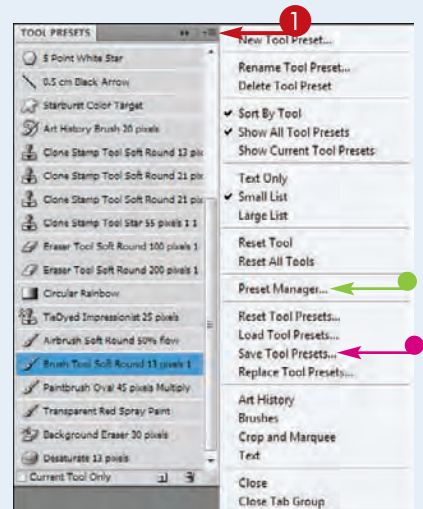 TOOL PRESETS
5 Point White Star
0.5 cm Black Arrow
Starburst Color Target
Art History Brush 20 pixels
Clone Stamp Tool Soft Round 13 pix
Clone Stamp Tool Soft Round 21 pix
Clone Stamp Tool Soft Round 21 pix
Clone Stamp Tool Star 55 pixels 1 1
Eraser Tool Soft Round 100 pixels 1
Eraser Tool Soft Round 200 pixels 1
Circular Rainbow
TieDyed Impressionist 25 pixels
Airbrush Soft Round 50% flow
Brush Tool Soft Round 13 pixels 1
Paintbrush Oval 45 pixels Multiply
Transparent Red Spray Paint
Background Eraser 30 pixels
Desaturate 13 pixels
Current Tool Only
1
New Tool Preset...
Rename Tool Preset...
Delete Tool Preset
Sort By Tool
Show All Tool Presets
Show Current Tool Presets
Text Only
Small List
Large List
Reset Tool
Reset All Tools
Preset Manager...
Reset Tool Presets...
Load Tool Presets...
Save Tool Presets...
Replace Tool Presets...
Art History
Brushes
Crop and Marquee
Text
Close
Close Tab Group